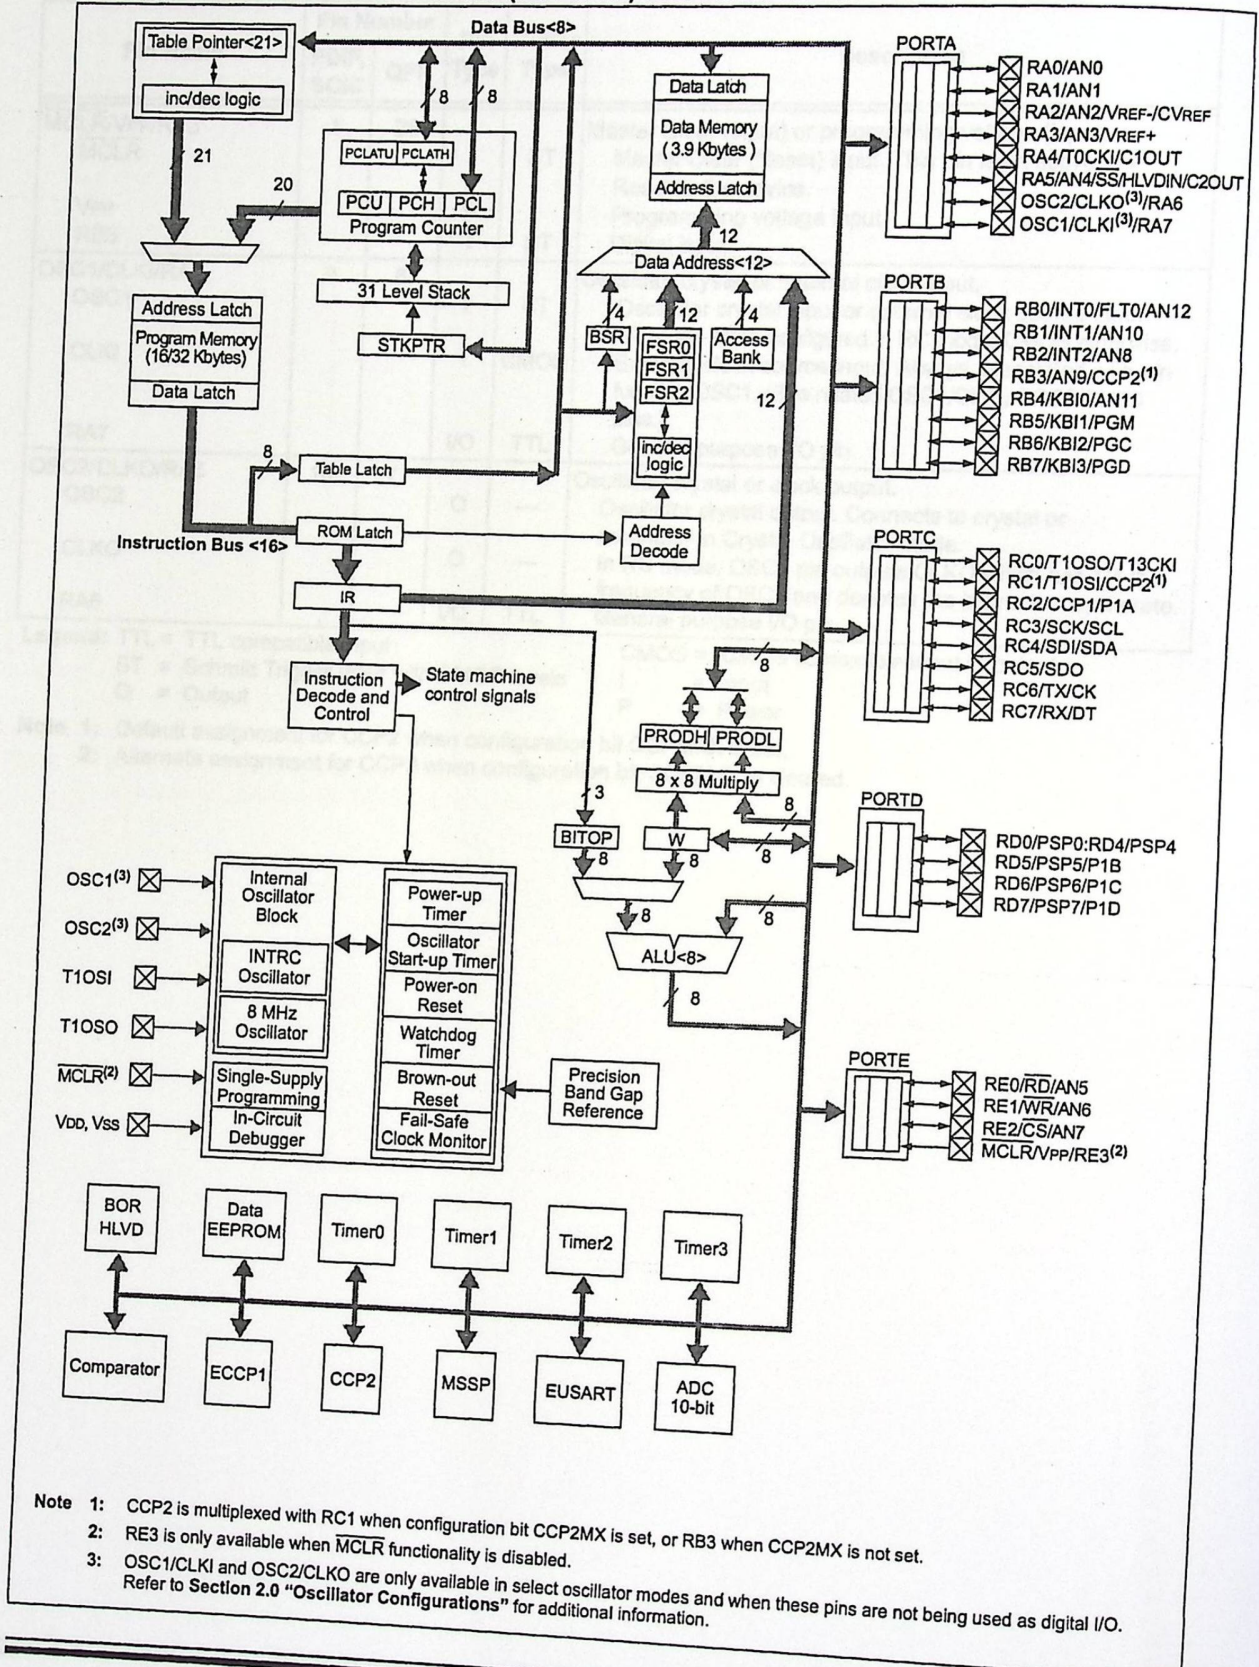 Data Bus<8>
Table Pointer<21>
inc/dec logic
21
20
8
8
PCLATU PCLATH
PCU PCH PCL
Program Counter
31 Level Stack
STKPTR
Data Latch
Data Memory
(3.9 Kbytes )
Address Latch
12
Data Address<12>
4
12
4
BSR
FSR0
FSR1
FSR2
Access
Bank
12
inc/dec
logic
Address
Decode
Address Latch
Program Memory
(16/32 Kbytes)
Data Latch
8
Table Latch
ROM Latch
Instruction Bus <16>
IR
Instruction
Decode and
Control
State machine
control signals
8
PRODH PRODL
8 x 8 Multiply
8
3
BITOP
W
8
8
8
8
8
ALU<8>
8
PORTA
RA0/AN0
RA1/AN1
RA2/AN2/VREF-/CVREF
RA3/AN3/VREF+
RA4/T0CKI/C1OUT
RA5/AN4/SS/HLVDIN/C2OUT
OSC2/CLKO(3)/RA6
OSC1/CLKI(3)/RA7
PORTB
RB0/INT0/FLT0/AN12
RB1/INT1/AN10
RB2/INT2/AN8
RB3/AN9/CCP2(1)
RB4/KBI0/AN11
RB5/KBI1/PGM
RB6/KBI2/PGC
RB7/KBI3/PGD
PORTC
RC0/T1OSO/T13CKI
RC1/T1OSI/CCP2(1)
RC2/CCP1/P1A
RC3/SCK/SCL
RC4/SDI/SDA
RC5/SDO
RC6/TX/CK
RC7/RX/DT
PORTD
RD0/PSP0:RD4/PSP4
RD5/PSP5/P1B
RD6/PSP6/P1C
RD7/PSP7/P1D
PORTE
RE0/RD/AN5
RE1/WR/AN6
RE2/CS/AN7
MCLR/VPP/RE3(2)
OSC1(3)
OSC2(3)
T1OSI
T1OSO
MCLR(2)
VDD, VSS
Internal
Oscillator
Block
INTRC
Oscillator
8 MHz
Oscillator
Single-Supply
Programming
In-Circuit
Debugger
Power-up
Timer
Oscillator
Start-up Timer
Power-on
Reset
Watchdog
Timer
Brown-out
Reset
Fail-Safe
Clock Monitor
Precision
Band Gap
Reference
BOR
HLVD
Data
EEPROM
Timer0
Timer1
Timer2
Timer3
Comparator
ECCP1
CCP2
MSSP
EUSART
ADC
10-bit
Note 1: CCP2 is multiplexed with RC1 when configuration bit CCP2MX is set, or RB3 when CCP2MX is not set.
2: RE3 is only available when MCLR functionality is disabled.
3: OSC1/CLKI and OSC2/CLKO are only available in select oscillator modes and when these pins are not being used as digital I/O.
Refer to Section 2.0 "Oscillator Configurations" for additional information.